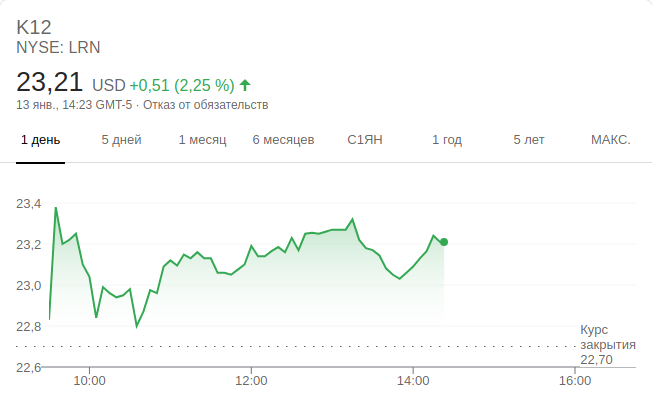 K12
NYSE: LRN
23,21 USD +0,51 (2,25 %)
13 янв., 14:23 GMT-5 · Отказ от обязательств
1 день 5 дней 1 месяц 6 месяцев С1ЯН 1 год 5 лет МАКС.
23,4
23,2
23,0
22,8
Курс
закрытия
22,70
22,6
10:00 12:00 14:00 16:00